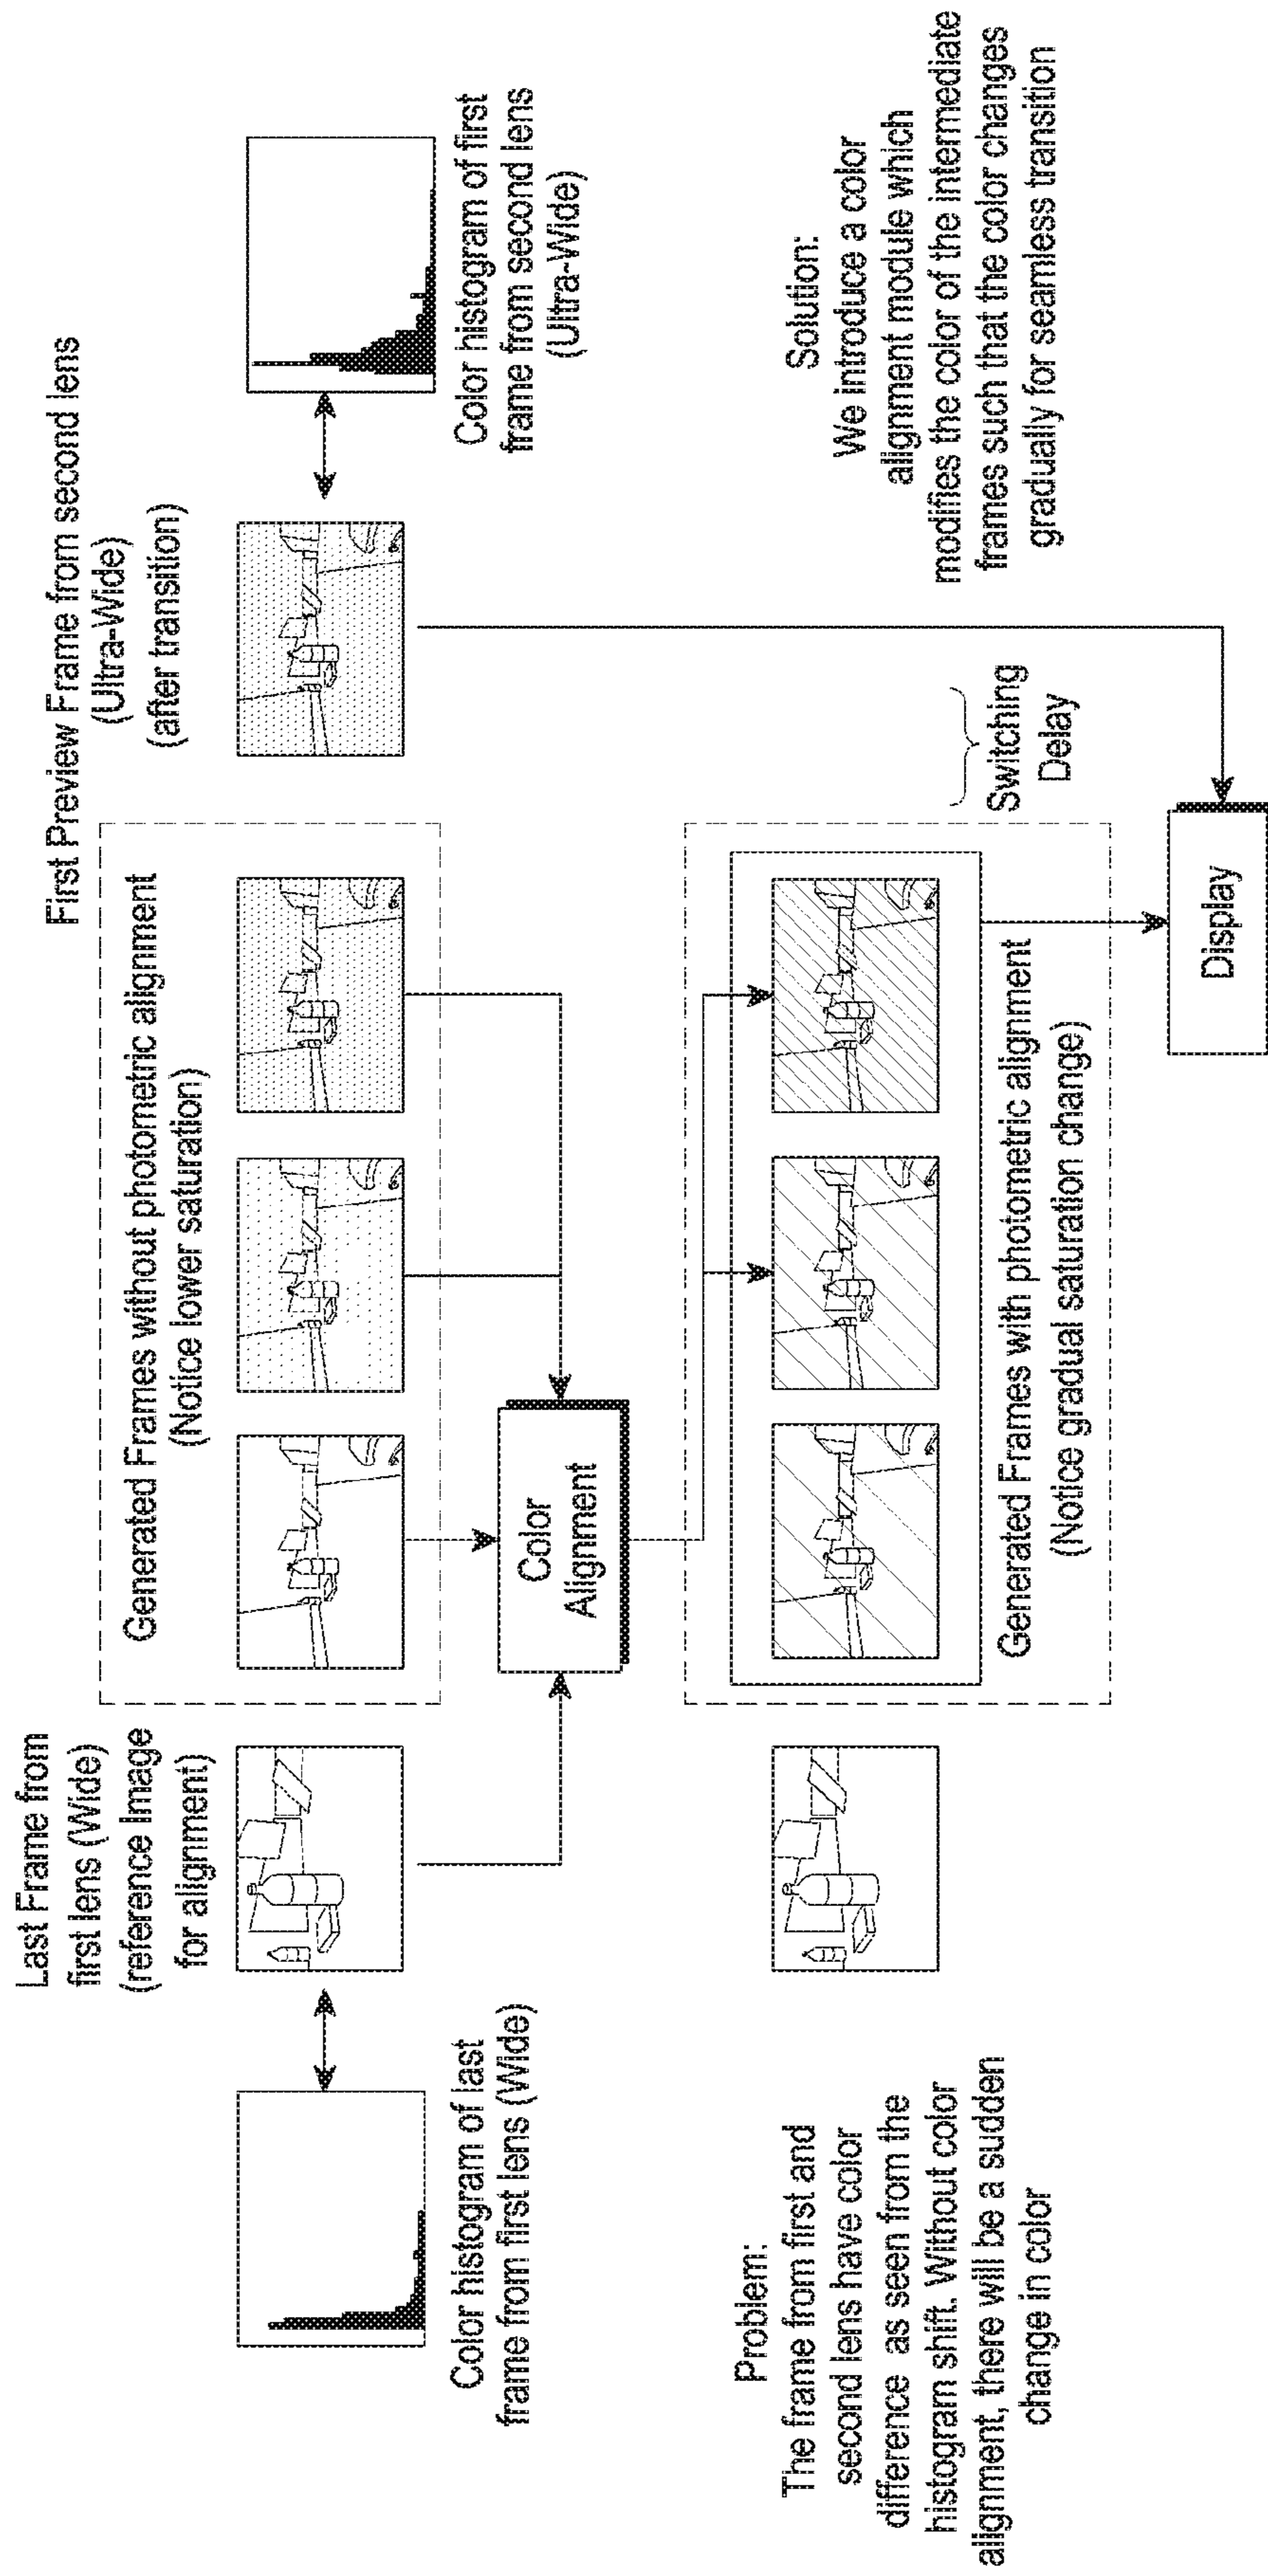 Last Frame from
first lens (Wide)
(reference Image
for alignment)
Color histogram of last
frame from first lens (Wide)
Generated Frames without photometric alignment
(Notice lower saturation)
First Preview Frame from second lens
(Ultra-Wide)
(after transition)
Color histogram of first
frame from second lens
(Ultra-Wide)
Color
Alignment
Problem:
The frame from first and
second lens have color
difference as seen from the
histogram shift. Without color
alignment, there will be a sudden
change in color
Generated Frames with photometric alignment
(Notice gradual saturation change)
Switching
Delay
Solution:
We introduce a color
alignment module which
modifies the color of the intermediate
frames such that the color changes
gradually for seamless transition
Display